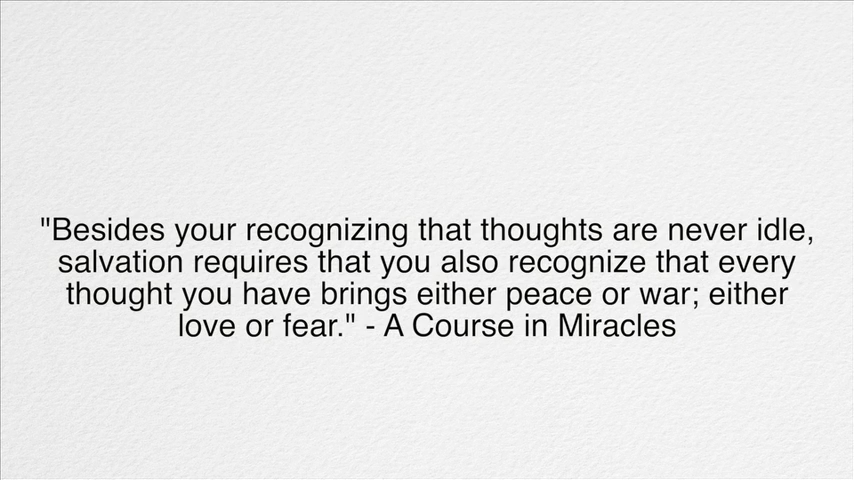 "Besides your recognizing that thoughts are never idle,
salvation requires that you also recognize that every
thought you have brings either peace or war; either
love or fear." - A Course in Miracles